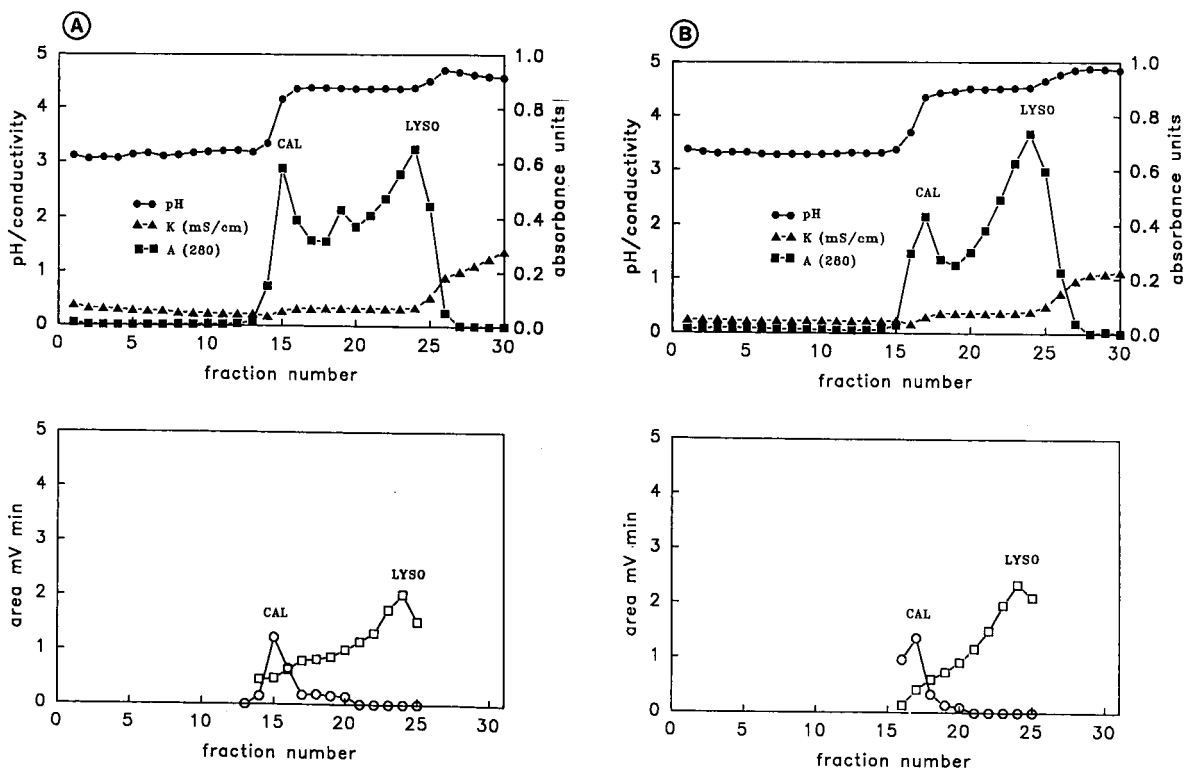 A
5
4
3
2
1
0
pH/conductivity
1.0
0.8
0.6
0.4
0.2
0.0
absorbance units
CAL
LYSO
pH
K (mS/cm)
A (280)
0 5 10 15 20 25 30
fraction number
B
5
4
3
2
1
0
pH/conductivity
1.0
0.8
0.6
0.4
0.2
0.0
absorbance units
CAL
LYSO
pH
K (mS/cm)
A (280)
0 5 10 15 20 25 30
fraction number
5
4
3
2
1
0
area mV min
CAL
LYSO
0 5 10 15 20 25 30
fraction number
5
4
3
2
1
0
area mV min
CAL
LYSO
0 5 10 15 20 25 30
fraction number